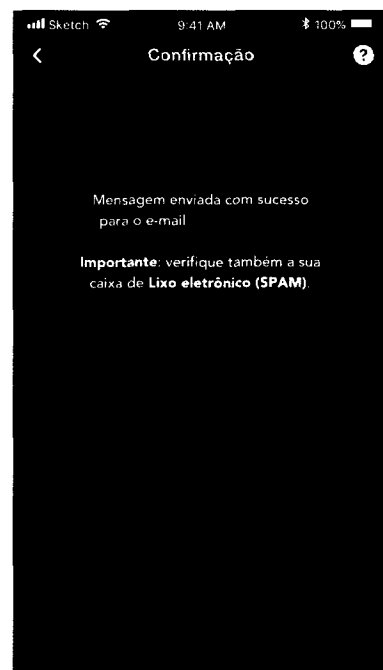 Sketch 9:41 AM 100%
Confirmação ?
Mensagem enviada com sucesso
para o e-mail
Importante: verifique também a sua
caixa de Lixo eletrônico (SPAM).